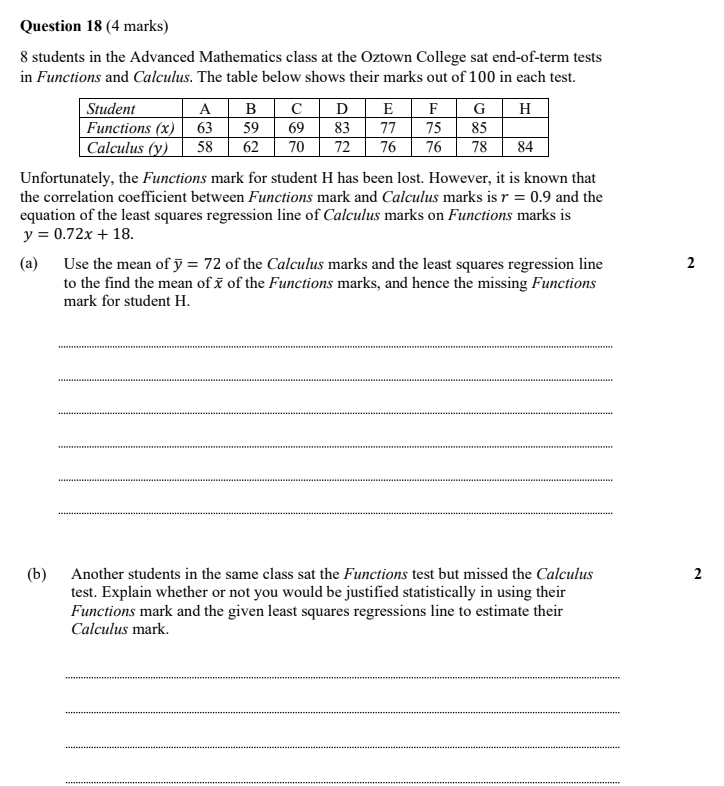 Question 18 (4 marks)
8 students in the Advanced Mathematics class at the Oztown College sat end-of-term tests
in Functions and Calculus. The table below shows their marks out of 100 in each test.
Student A B C D E F G H
Functions (x) 63 59 69 83 77 75 85
Calculus (y) 58 62 70 72 76 76 78 84
Unfortunately, the Functions mark for student H has been lost. However, it is known that
the correlation coefficient between Functions mark and Calculus marks is r = 0.9 and the
equation of the least squares regression line of Calculus marks on Functions marks is
y = 0.72x + 18.
(a) Use the mean of ȳ = 72 of the Calculus marks and the least squares regression line 2
to the find the mean of x̄ of the Functions marks, and hence the missing Functions
mark for student H.
(b) Another students in the same class sat the Functions test but missed the Calculus 2
test. Explain whether or not you would be justified statistically in using their
Functions mark and the given least squares regressions line to estimate their
Calculus mark.